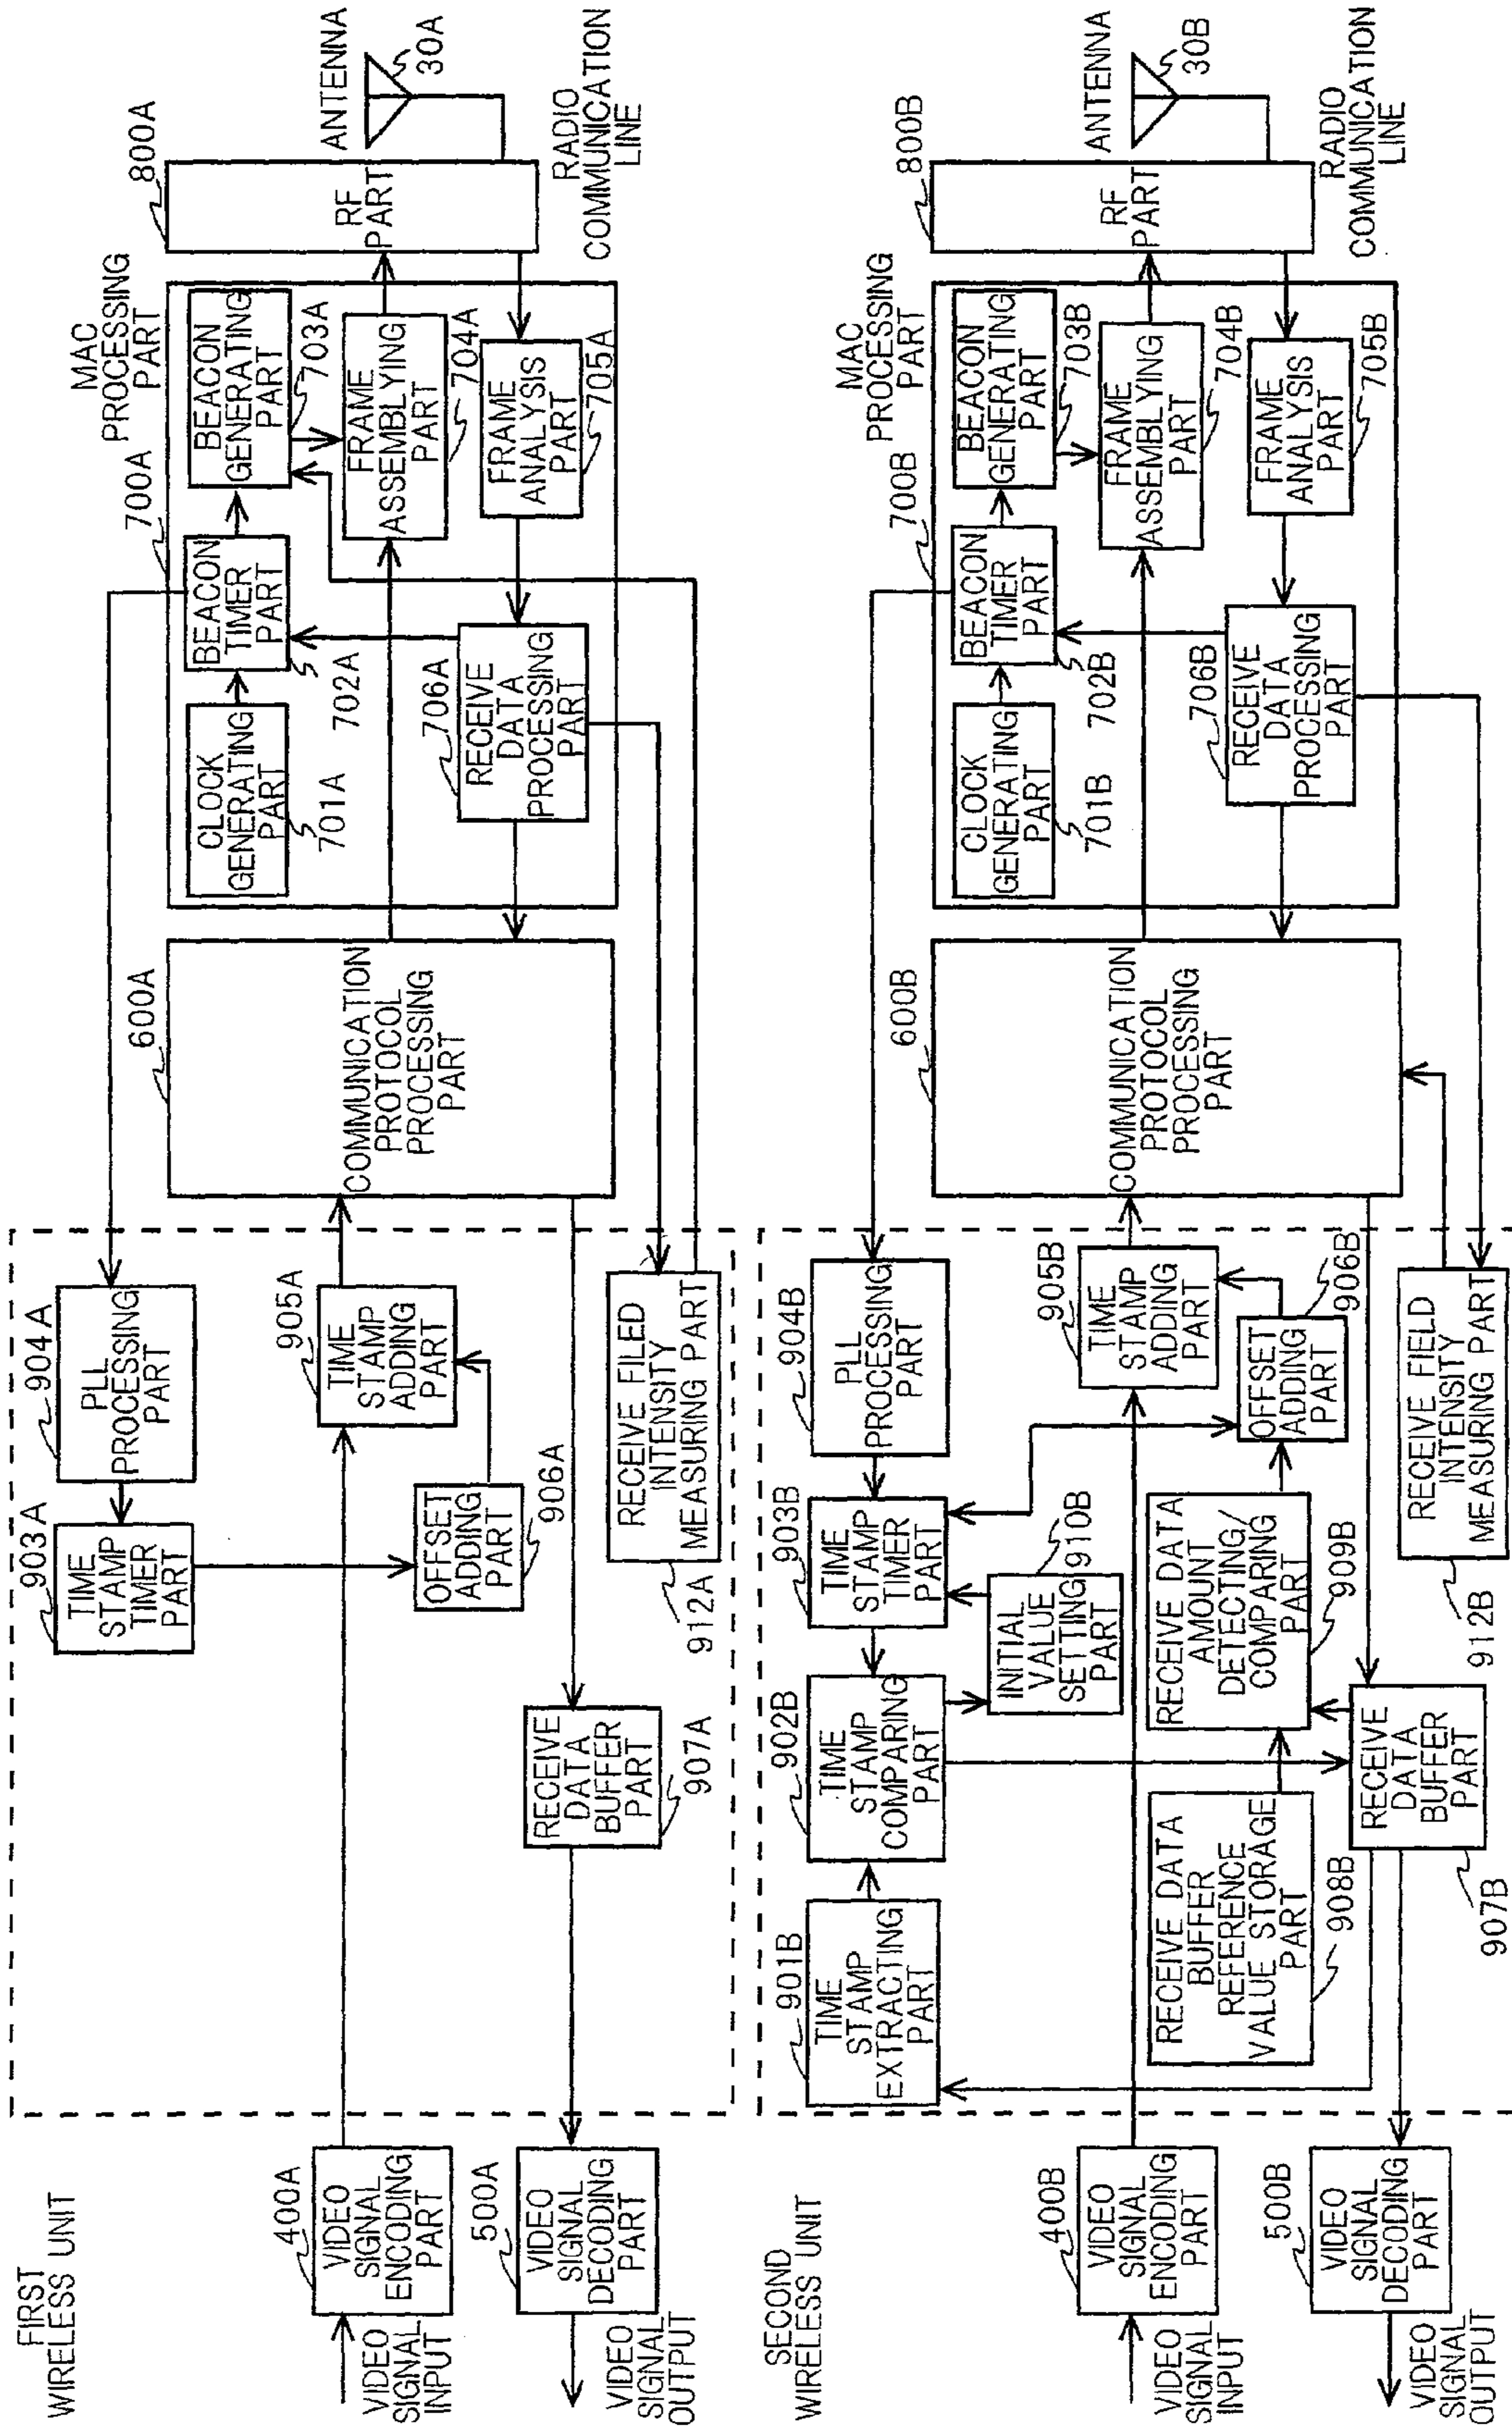 FIRST
WIRELESS UNIT
VIDEO
SIGNAL
INPUT
400A
VIDEO
SIGNAL
ENCODING
PART
VIDEO
SIGNAL
OUTPUT
500A
VIDEO
SIGNAL
DECODING
PART
903A
TIME
STAMP
TIMER
PART
904A
PLL
PROCESSING
PART
905A
TIME
STAMP
ADDING
PART
OFFSET
ADDING
PART
906A
RECEIVE
DATA
BUFFER
PART
907A
RECEIVE FILED
INTENSITY
MEASURING PART
912A
600A
COMMUNICATION
PROTOCOL
PROCESSING
PART
700A
MAC
PROCESSING
PART
CLOCK
GENERATING
PART
701A
BEACON
TIMER
PART
702A
BEACON
GENERATING
PART
703A
FRAME
ASSEMBLYING
PART
704A
FRAME
ANALYSIS
PART
705A
706A
RECEIVE
DATA
PROCESSING
PART
800A
RF
PART
ANTENNA
30A
RADIO
COMMUNICATION
LINE
SECOND
WIRELESS UNIT
VIDEO
SIGNAL
INPUT
400B
VIDEO
SIGNAL
ENCODING
PART
VIDEO
SIGNAL
OUTPUT
500B
VIDEO
SIGNAL
DECODING
PART
901B
TIME
STAMP
EXTRACTING
PART
902B
TIME
STAMP
COMPARING
PART
903B
TIME
STAMP
TIMER
PART
904B
PLL
PROCESSING
PART
INITIAL
VALUE
SETTING
PART
910B
905B
TIME
STAMP
ADDING
PART
OFFSET
ADDING
PART
906B
RECEIVE DATA
BUFFER
REFERENCE
VALUE STORAGE
PART
908B
RECEIVE DATA
AMOUNT
DETECTING/
COMPARING
PART
909B
RECEIVE
DATA
BUFFER
PART
907B
RECEIVE FIELD
INTENSITY
MEASURING PART
912B
600B
COMMUNICATION
PROTOCOL
PROCESSING
PART
700B
MAC
PROCESSING
PART
CLOCK
GENERATING
PART
701B
BEACON
TIMER
PART
702B
BEACON
GENERATING
PART
703B
FRAME
ASSEMBLYING
PART
704B
FRAME
ANALYSIS
PART
705B
706B
RECEIVE
DATA
PROCESSING
PART
800B
RF
PART
ANTENNA
30B
RADIO
COMMUNICATION
LINE